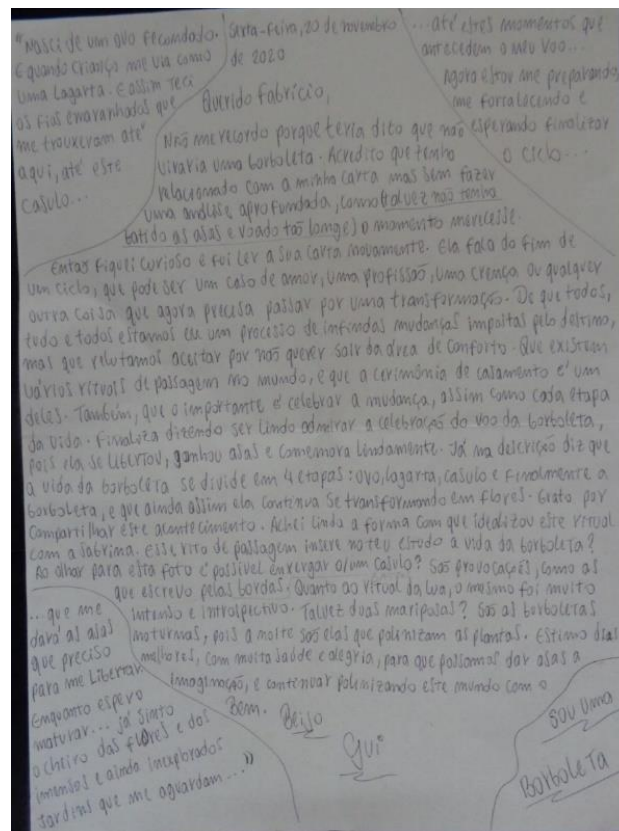 "Nasci de um ovo fecundado.
E quando criança me via como
uma Lagarta. E assim Teci
os fios emaranhados que
me trouxeram até
aqui, até este
casulo...
Sexta-feira, 20 de novembro
de 2020
...até estes momentos que
antecedem o meu voo...
Agora estou me preparando,
me fortalecendo e
esperando finalizar
o ciclo...
Querido Fabrício,
Não me recordo porque teria dito que não
viraria uma borboleta. Acredito que tenho
relacionado com a minha carta mas sem fazer
uma análise aprofundada, como (talvez não tenha
batido as asas e voado tão longe) o momento merecesse.
Então fiquei curioso e fui ler a sua carta novamente. Ela fala do fim de
um ciclo, que pode ser um caso de amor, uma profissão, uma crença ou qualquer
outra coisa que agora precisa passar por uma transformação. De que todos,
tudo e todos estamos em um processo de infindas mudanças impostas pelo destino,
mas que relutamos aceitar por não querer sair da área de conforto. Que existem
vários rituais de passagem no mundo, e que a cerimônia de casamento é um
deles. Também, que o importante é celebrar a mudança, assim como cada etapa
da vida. Finaliza dizendo ser lindo admirar a celebração do voo da borboleta,
pois ela se LIBERTOU, ganhou asas e comemora lindamente. Já na descrição diz que
a vida da borboleta se divide em 4 etapas: ovo, lagarta, casulo e finalmente a
borboleta, e que ainda assim ela continua se transformando em flores. Grato por
compartilhar este acontecimento. Achei linda a forma com que idealizou este ritual
com a Sabrina. esse rito de passagem insere no teu estudo a vida da borboleta?
Ao olhar para esta foto é possível enxergar o/um casulo? São provocações, como as
que escrevo pelas bordas. Quanto ao ritual da lua, o mesmo foi muito
intenso e introspectivo. Talvez duas mariposas? São as borboletas
noturnas, pois a noite são elas que polinizam as plantas. Estimo dias
melhores, com muita saúde e alegria, para que possamos dar asas a
imaginação, e continuar polinizando este mundo com o
Bem. Beijo
Gui
...que me
dará as asas
que preciso
para me Libertar.
Enquanto espero
maturar... já sinto
o cheiro das flores e dos
imensos e ainda inexplorados
Jardins que me aguardam..."
SOU UMA
BORBOLETA